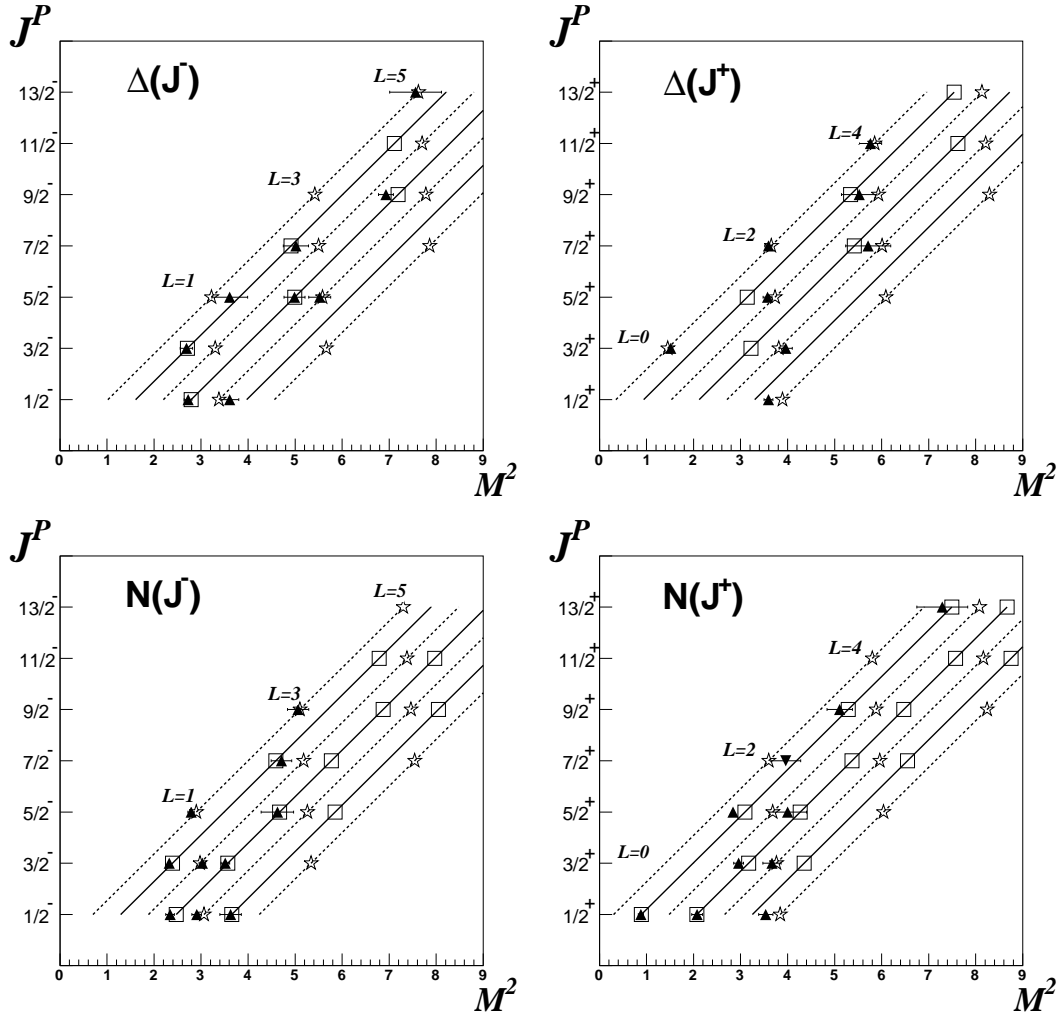 J^P
Δ(J^-)
L=5
13/2^-
11/2^-
L=3
9/2^-
7/2^-
L=1
5/2^-
3/2^-
1/2^-
0 1 2 3 4 5 6 7 8 9
M^2
J^P
Δ(J^+)
13/2^+
L=4
11/2^+
9/2^+
L=2
7/2^+
5/2^+
L=0
3/2^+
1/2^+
0 1 2 3 4 5 6 7 8 9
M^2
J^P
N(J^-)
L=5
13/2^-
11/2^-
L=3
9/2^-
7/2^-
L=1
5/2^-
3/2^-
1/2^-
0 1 2 3 4 5 6 7 8 9
M^2
J^P
N(J^+)
13/2^+
L=4
11/2^+
9/2^+
L=2
7/2^+
5/2^+
L=0
3/2^+
1/2^+
0 1 2 3 4 5 6 7 8 9
M^2